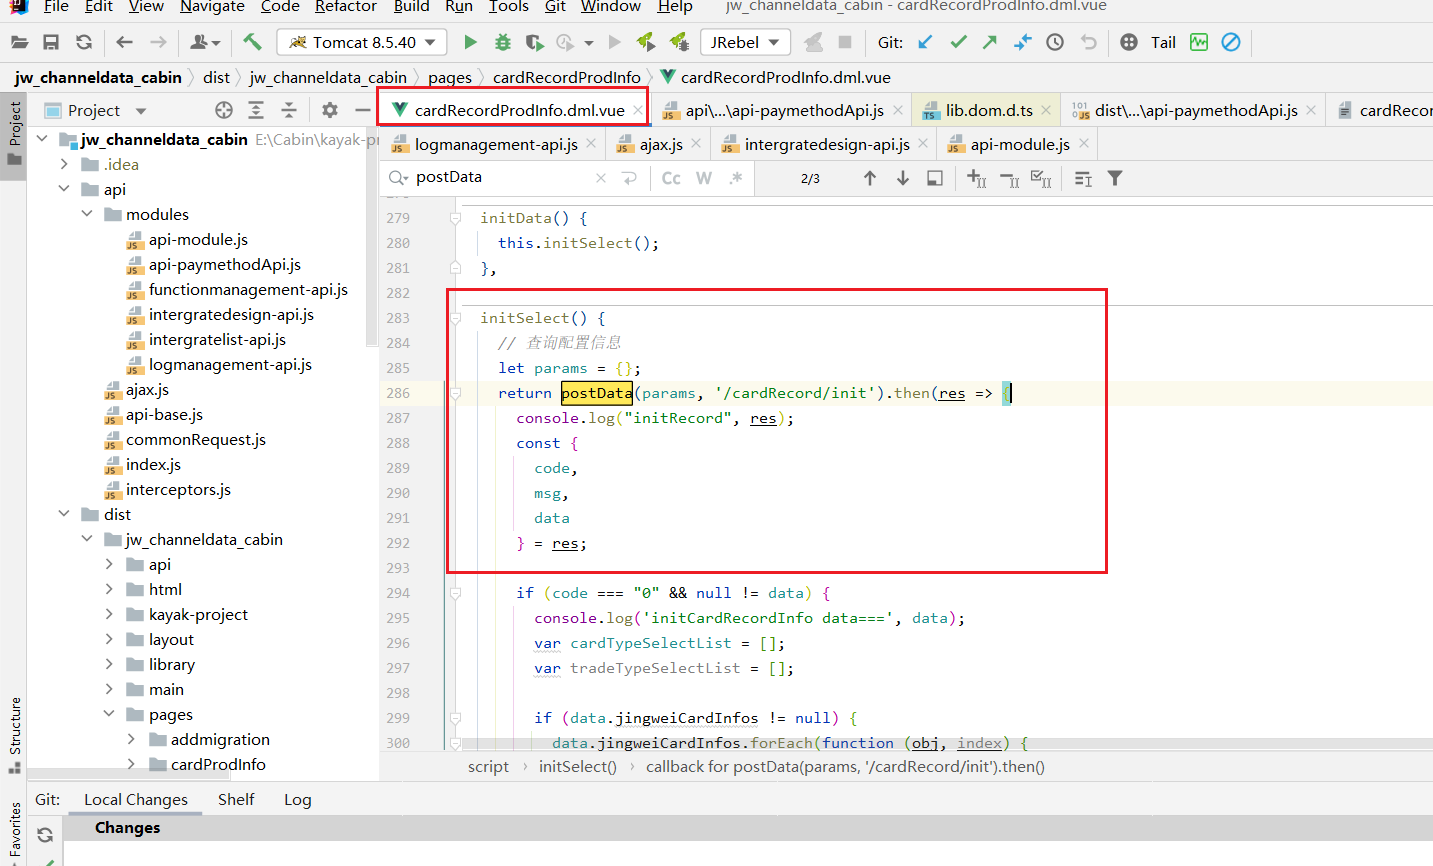 File Edit View Navigate Code Refactor Build Run Tools Git Window Help jw_channeldata_cabin - cardRecordProdInfo.dml.vue
Tomcat 8.5.40 JRebel Git: Tail
jw_channeldata_cabin dist jw_channeldata_cabin pages cardRecordProdInfo cardRecordProdInfo.dml.vue
Project
Project
cardRecordProdInfo.dml.vue api\...\api-paymethodApi.js lib.dom.d.ts dist\...\api-paymethodApi.js cardRecor
logmanagement-api.js ajax.js intergratedesign-api.js api-module.js
postData Cc W .* 2/3
jw_channeldata_cabin E:\Cabin\kayak-pr
.idea
api
modules
api-module.js
api-paymethodApi.js
functionmanagement-api.js
intergratedesign-api.js
intergratelist-api.js
logmanagement-api.js
ajax.js
api-base.js
commonRequest.js
index.js
interceptors.js
dist
jw_channeldata_cabin
api
html
kayak-project
layout
library
main
pages
addmigration
cardProdInfo
279 initData() {
280 this.initSelect();
281 },
282
283 initSelect() {
284 // 查询配置信息
285 let params = {};
286 return postData(params, '/cardRecord/init').then(res => {
287 console.log("initRecord", res);
288 const {
289 code,
290 msg,
291 data
292 } = res;
293
294 if (code === "0" && null != data) {
295 console.log('initCardRecordInfo data===', data);
296 var cardTypeSelectList = [];
297 var tradeTypeSelectList = [];
298
299 if (data.jingweiCardInfos != null) {
300 data.jingweiCardInfos.forEach(function (obj, index) {
script initSelect() callback for postData(params, '/cardRecord/init').then()
Structure
Favorites
Git: Local Changes Shelf Log
Changes